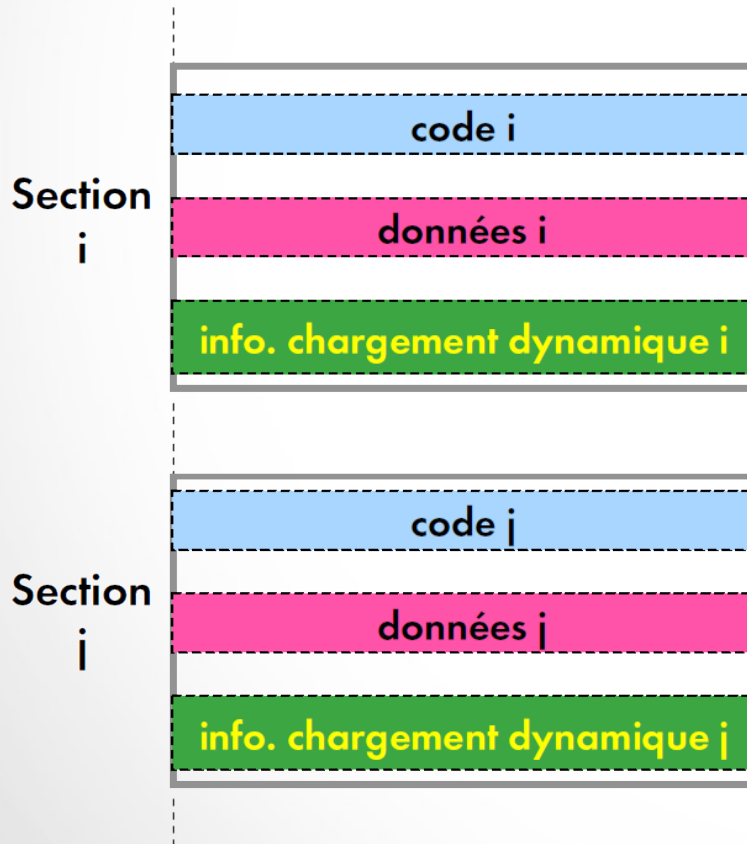 code i
Section
i
données i
info. chargement dynamique i
code j
Section
j
données j
info. chargement dynamique j